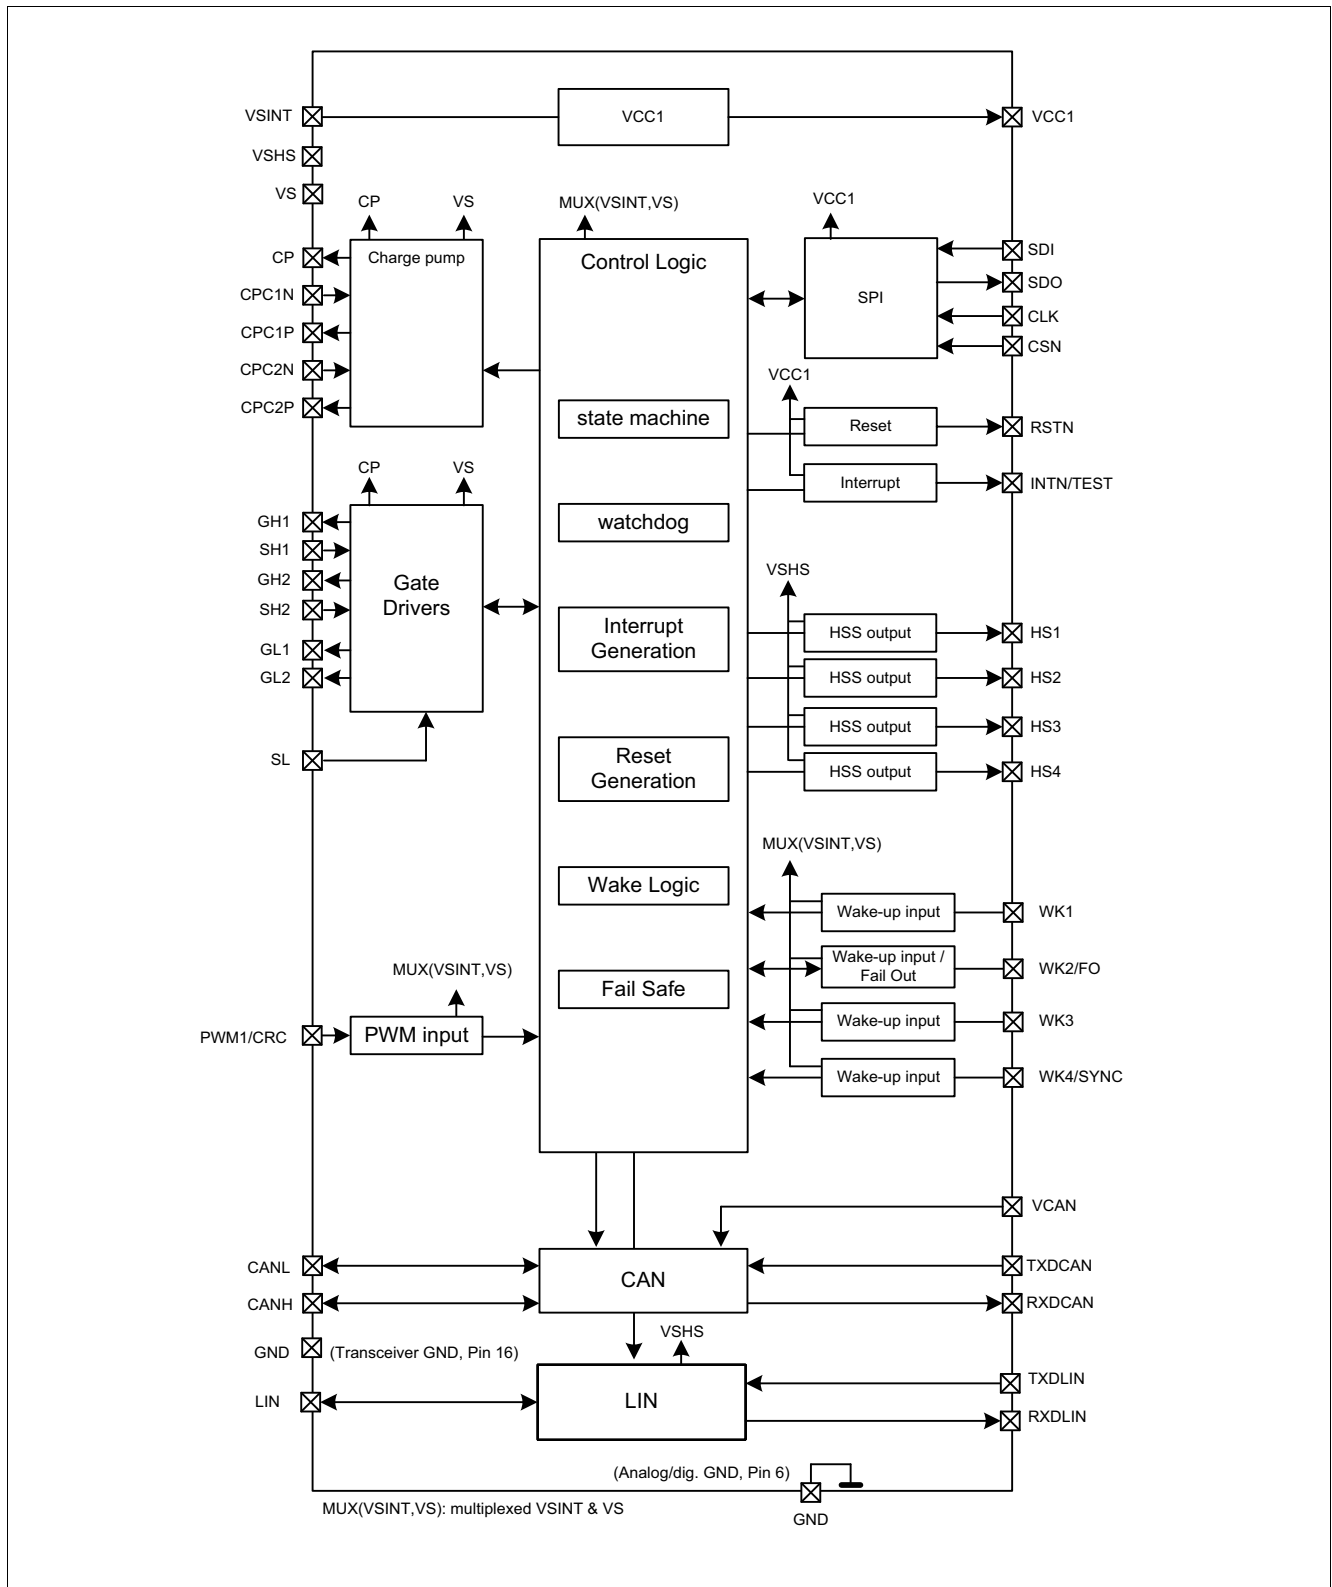 VSINT
VCC1
VCC1
VSHS
VS
CP
VS
MUX(VSINT,VS)
VCC1
CP
Charge pump
Control Logic
SDI
CPC1N
SPI
SDO
CPC1P
CLK
CPC2N
CSN
CPC2P
VCC1
state machine
Reset
RSTN
CP
VS
Interrupt
INTN/TEST
GH1
watchdog
SH1
GH2
Gate
Drivers
VSHS
SH2
Interrupt
Generation
HSS output
HS1
GL1
GL2
HSS output
HS2
HSS output
HS3
SL
Reset
Generation
HSS output
HS4
MUX(VSINT,VS)
Wake Logic
Wake-up input
WK1
MUX(VSINT,VS)
Wake-up input /
Fail Out
WK2/FO
Fail Safe
PWM1/CRC
PWM input
Wake-up input
WK3
Wake-up input
WK4/SYNC
VCAN
CANL
CAN
TXDCAN
CANH
RXDCAN
GND
(Transceiver GND, Pin 16)
VSHS
LIN
LIN
TXDLIN
RXDLIN
(Analog/dig. GND, Pin 6)
MUX(VSINT,VS): multiplexed VSINT & VS
GND